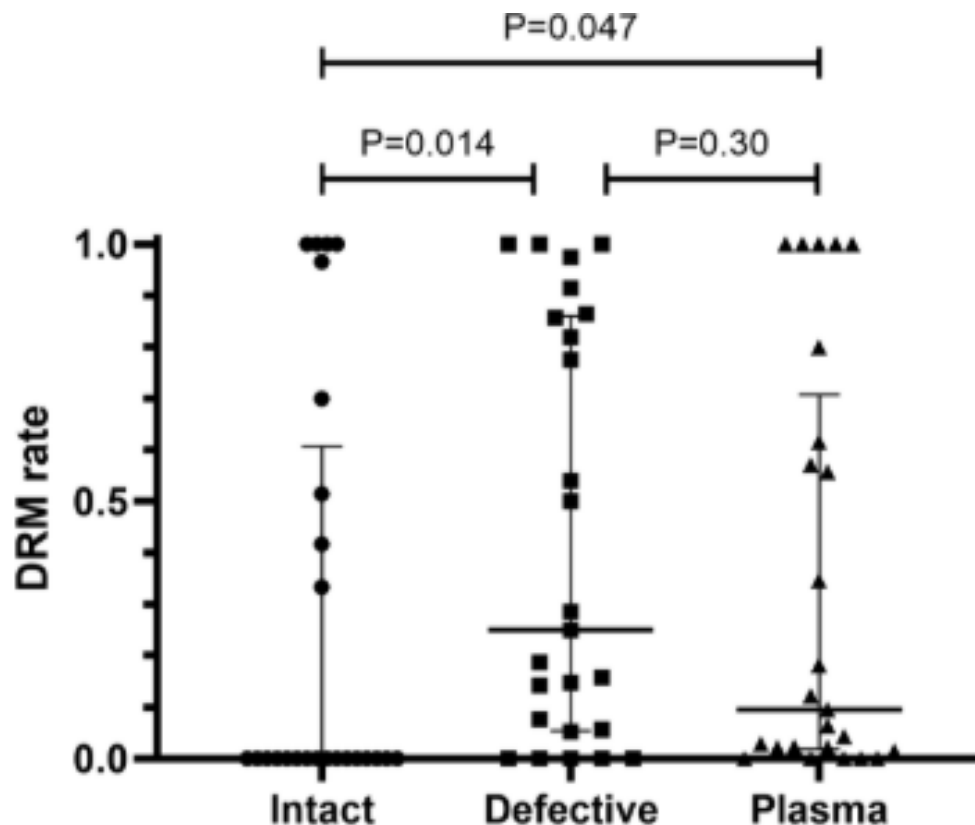 P=0.047
P=0.014 P=0.30
1.0
0.5
0.0
DRM rate
Intact Defective Plasma